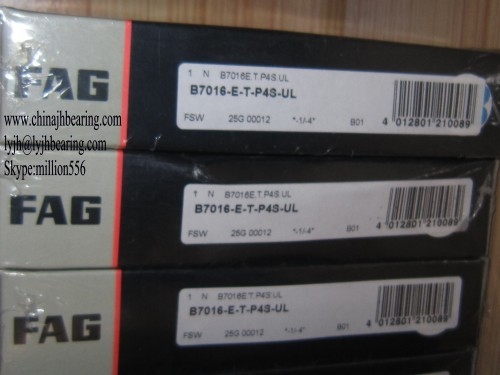 FAG
1 N B7016E.T.P4S.UL
B7016-E-T-P4S-UL
FSW 25G 00012 "-1/-4" B01
4 012801 210089
www.chinajhbearing.com
lyjh@lyjhbearing.com
Skype:million556
FAG
1 N B7016E.T.P4S.UL
B7016-E-T-P4S-UL
FSW 25G 00012 "-1/-4" B01
4 012801 210089
FAG
1 N B7016E.T.P4S.UL
B7016-E-T-P4S-UL
FSW 25G 00012 "-1/-4" B01
4 012801 210089